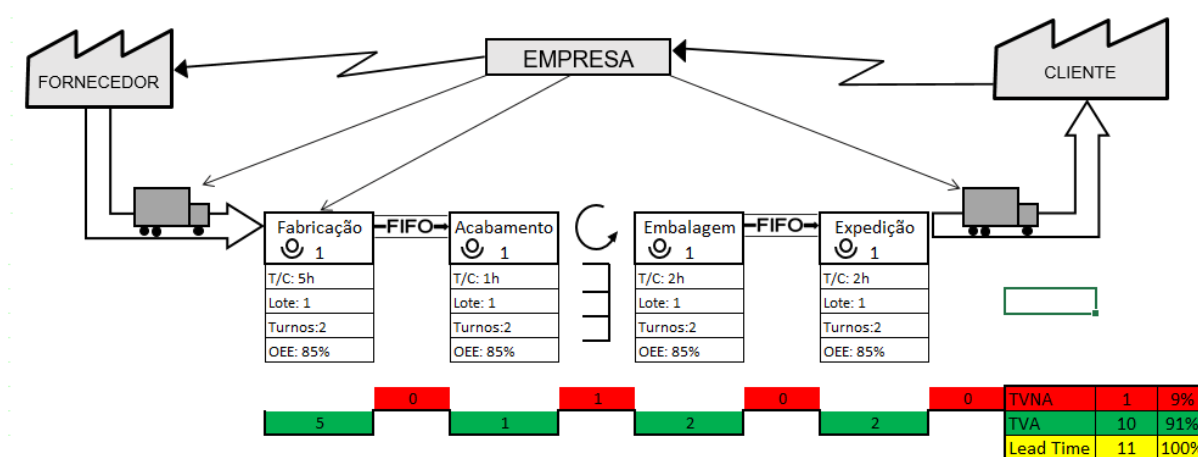 EMPRESA
FORNECEDOR
CLIENTE
Fabricação
1
T/C: 5h
Lote: 1
Turnos:2
OEE: 85%
FIFO
Acabamento
1
T/C: 1h
Lote: 1
Turnos:2
OEE: 85%
Embalagem
1
T/C: 2h
Lote: 1
Turnos:2
OEE: 85%
FIFO
Expedição
1
T/C: 2h
Lote: 1
Turnos:2
OEE: 85%
0 1 0 0 TVNA 1 9%
5 1 2 2 TVA 10 91%
Lead Time 11 100%